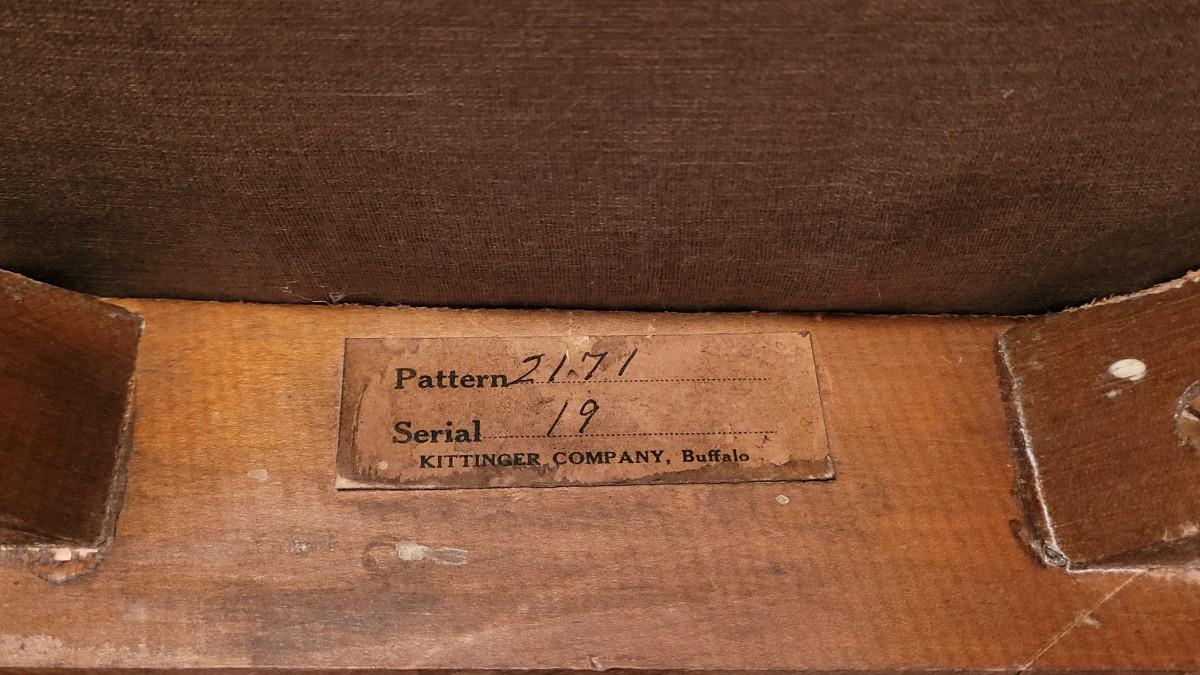 Pattern 2171
Serial 19
KITTINGER COMPANY, Buffalo